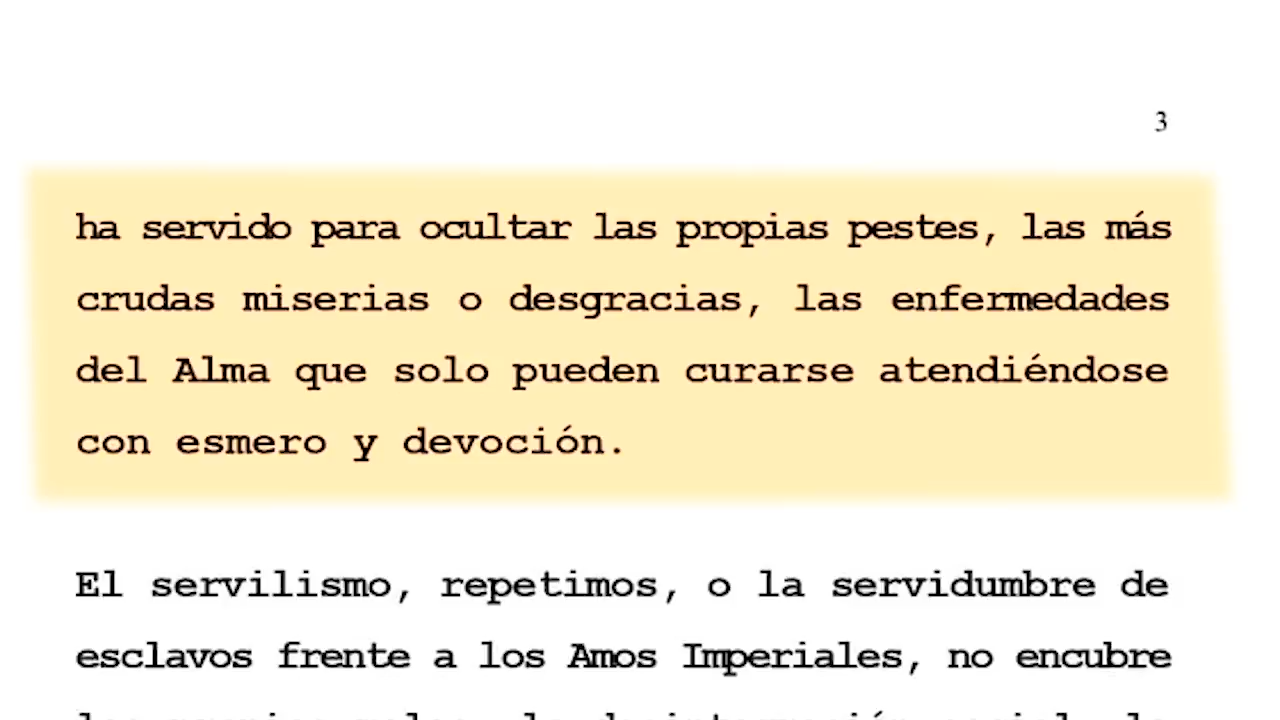 3
ha servido para ocultar las propias pestes, las más
crudas miserias o desgracias, las enfermedades
del Alma que solo pueden curarse atendiéndose
con esmero y devoción.
El servilismo, repetimos, o la servidumbre de
esclavos frente a los Amos Imperiales, no encubre